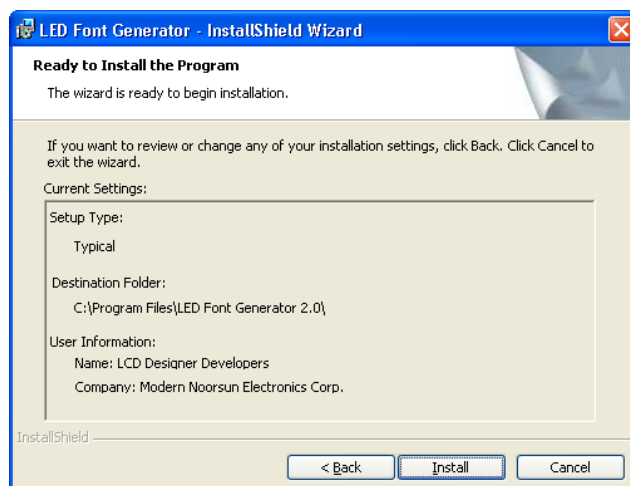 LED Font Generator - InstallShield Wizard
Ready to Install the Program
The wizard is ready to begin installation.
If you want to review or change any of your installation settings, click Back. Click Cancel to
exit the wizard.
Current Settings:
Setup Type:
Typical
Destination Folder:
C:\Program Files\LED Font Generator 2.0\
User Information:
Name: LCD Designer Developers
Company: Modern Noorsun Electronics Corp.
InstallShield
< Back
Install
Cancel